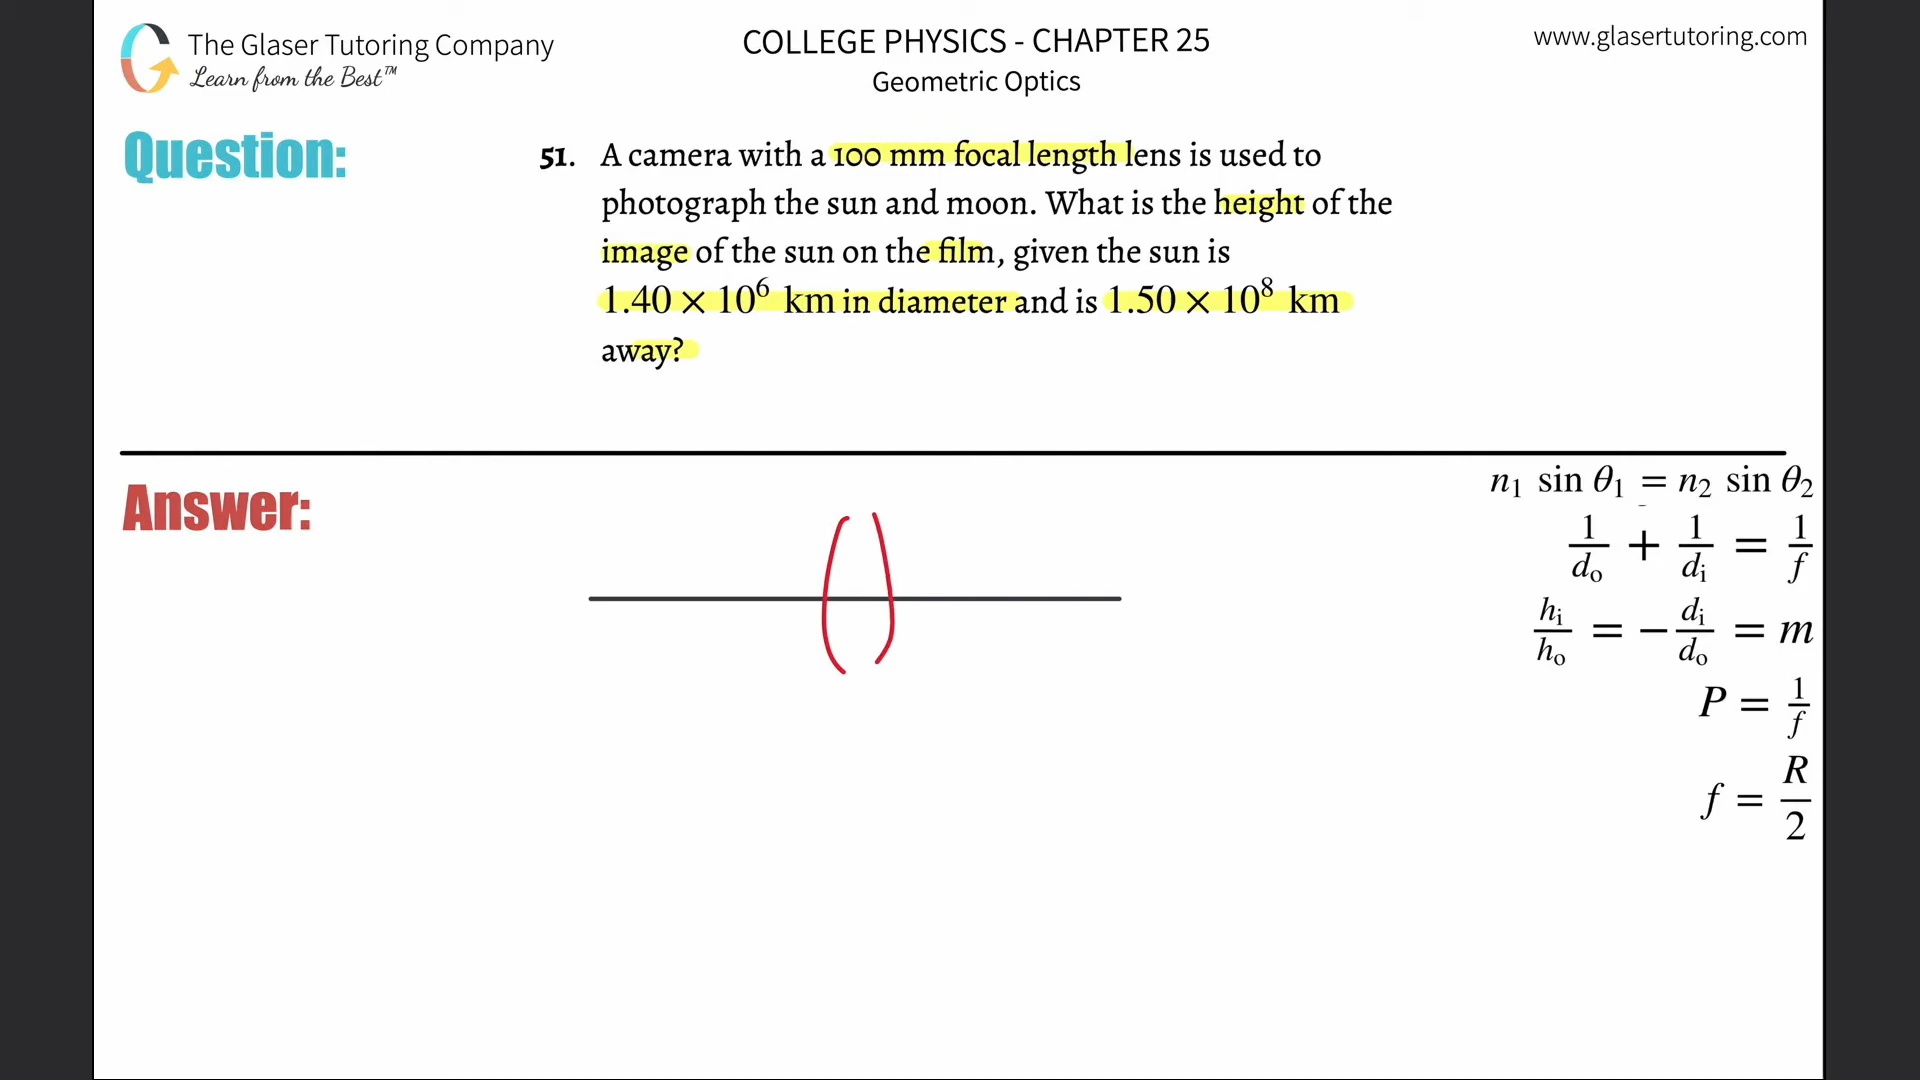 The Glaser Tutoring Company
Learn from the Best™
COLLEGE PHYSICS - CHAPTER 25
Geometric Optics
www.glasertutoring.com
Question:
51. A camera with a 100 mm focal length lens is used to
photograph the sun and moon. What is the height of the
image of the sun on the film, given the sun is
1.40 × 10⁶ km in diameter and is 1.50 × 10⁸ km
away?
Answer:
n₁ sin θ₁ = n₂ sin θ₂
1/dₒ + 1/dᵢ = 1/f
hᵢ/hₒ = −dᵢ/dₒ = m
P = 1/f
f = R/2